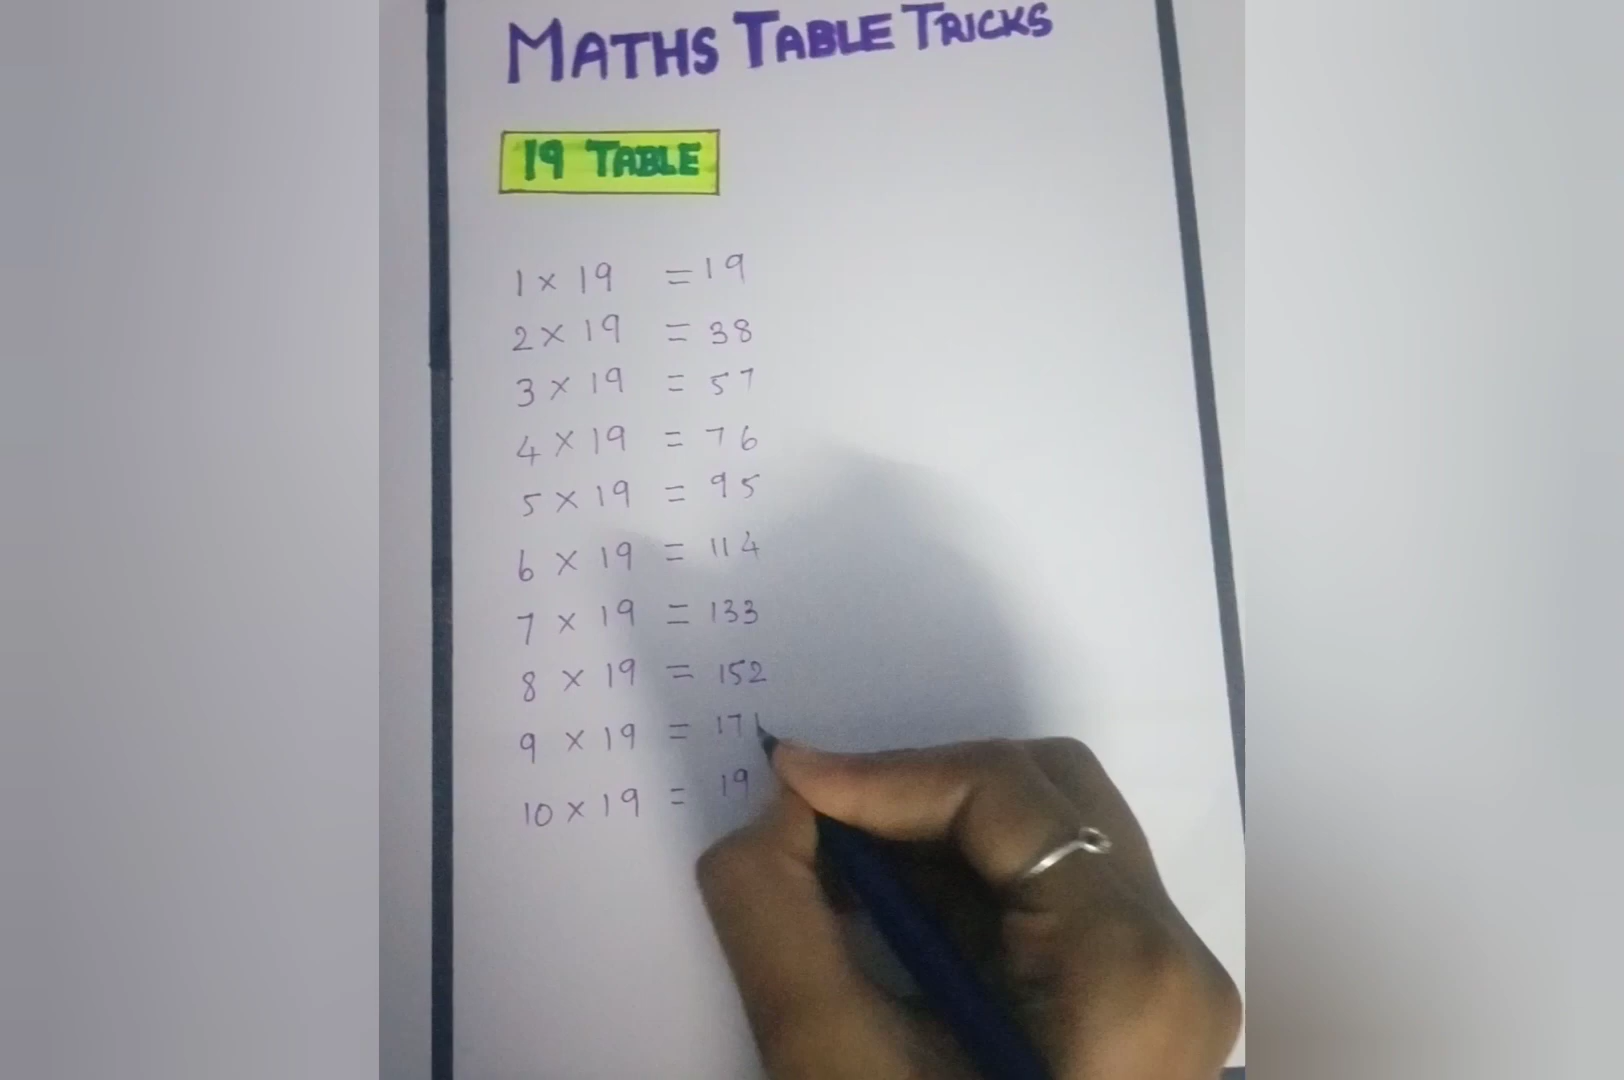 MATHS TABLE TRICKS
19 TABLE
1 × 19 = 19
2 × 19 = 38
3 × 19 = 57
4 × 19 = 76
5 × 19 = 95
6 × 19 = 114
7 × 19 = 133
8 × 19 = 152
9 × 19 = 171
10 × 19 = 19